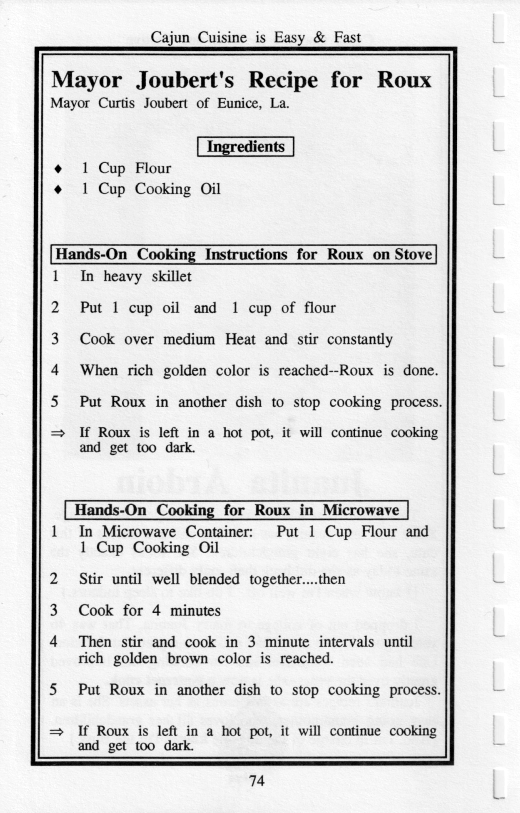 Cajun Cuisine is Easy & Fast
Mayor Joubert's Recipe for Roux
Mayor Curtis Joubert of Eunice, La.
Ingredients
♦ 1 Cup Flour
♦ 1 Cup Cooking Oil
Hands-On Cooking Instructions for Roux on Stove
1 In heavy skillet
2 Put 1 cup oil and 1 cup of flour
3 Cook over medium Heat and stir constantly
4 When rich golden color is reached--Roux is done.
5 Put Roux in another dish to stop cooking process.
⇒ If Roux is left in a hot pot, it will continue cooking
and get too dark.
Hands-On Cooking for Roux in Microwave
1 In Microwave Container: Put 1 Cup Flour and
1 Cup Cooking Oil
2 Stir until well blended together....then
3 Cook for 4 minutes
4 Then stir and cook in 3 minute intervals until
rich golden brown color is reached.
5 Put Roux in another dish to stop cooking process.
⇒ If Roux is left in a hot pot, it will continue cooking
and get too dark.
74